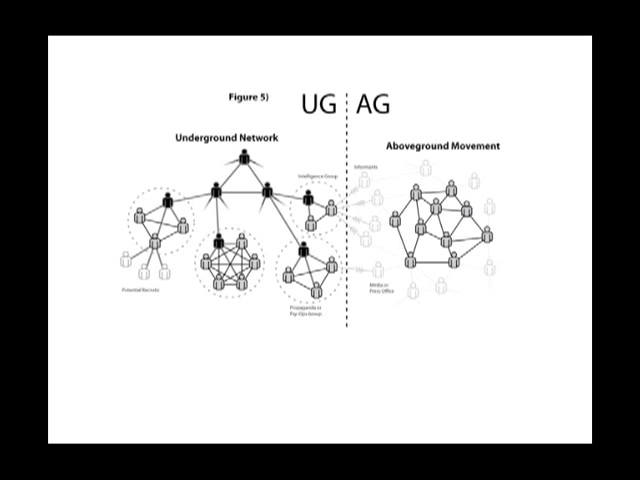 Figure 5)
UG
AG
Underground Network
Aboveground Movement
Intelligence Group
Informants
Potential Recruits
Propaganda or
Psy-Ops Group
Media or
Press Office